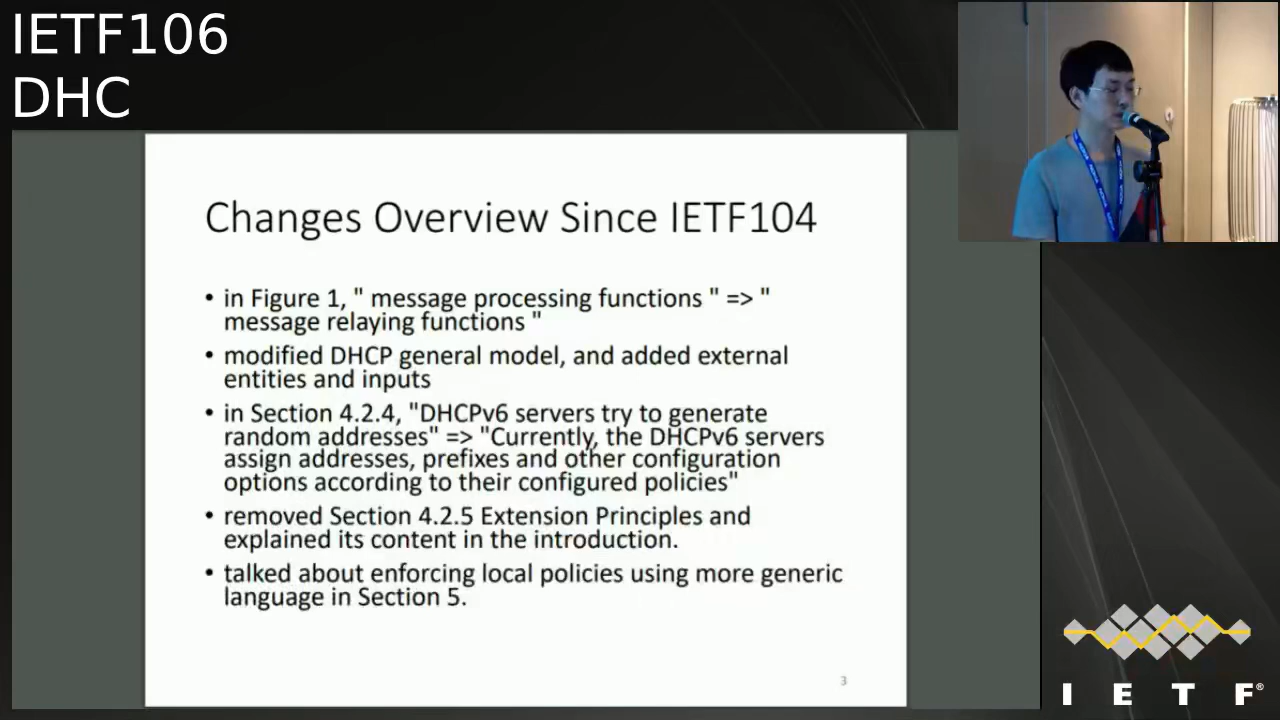 IETF106
DHC
Changes Overview Since IETF104
• in Figure 1, " message processing functions " => "
message relaying functions "
• modified DHCP general model, and added external
entities and inputs
• in Section 4.2.4, "DHCPv6 servers try to generate
random addresses" => "Currently, the DHCPv6 servers
assign addresses, prefixes and other configuration
options according to their configured policies"
• removed Section 4.2.5 Extension Principles and
explained its content in the introduction.
• talked about enforcing local policies using more generic
language in Section 5.
3
I E T F®